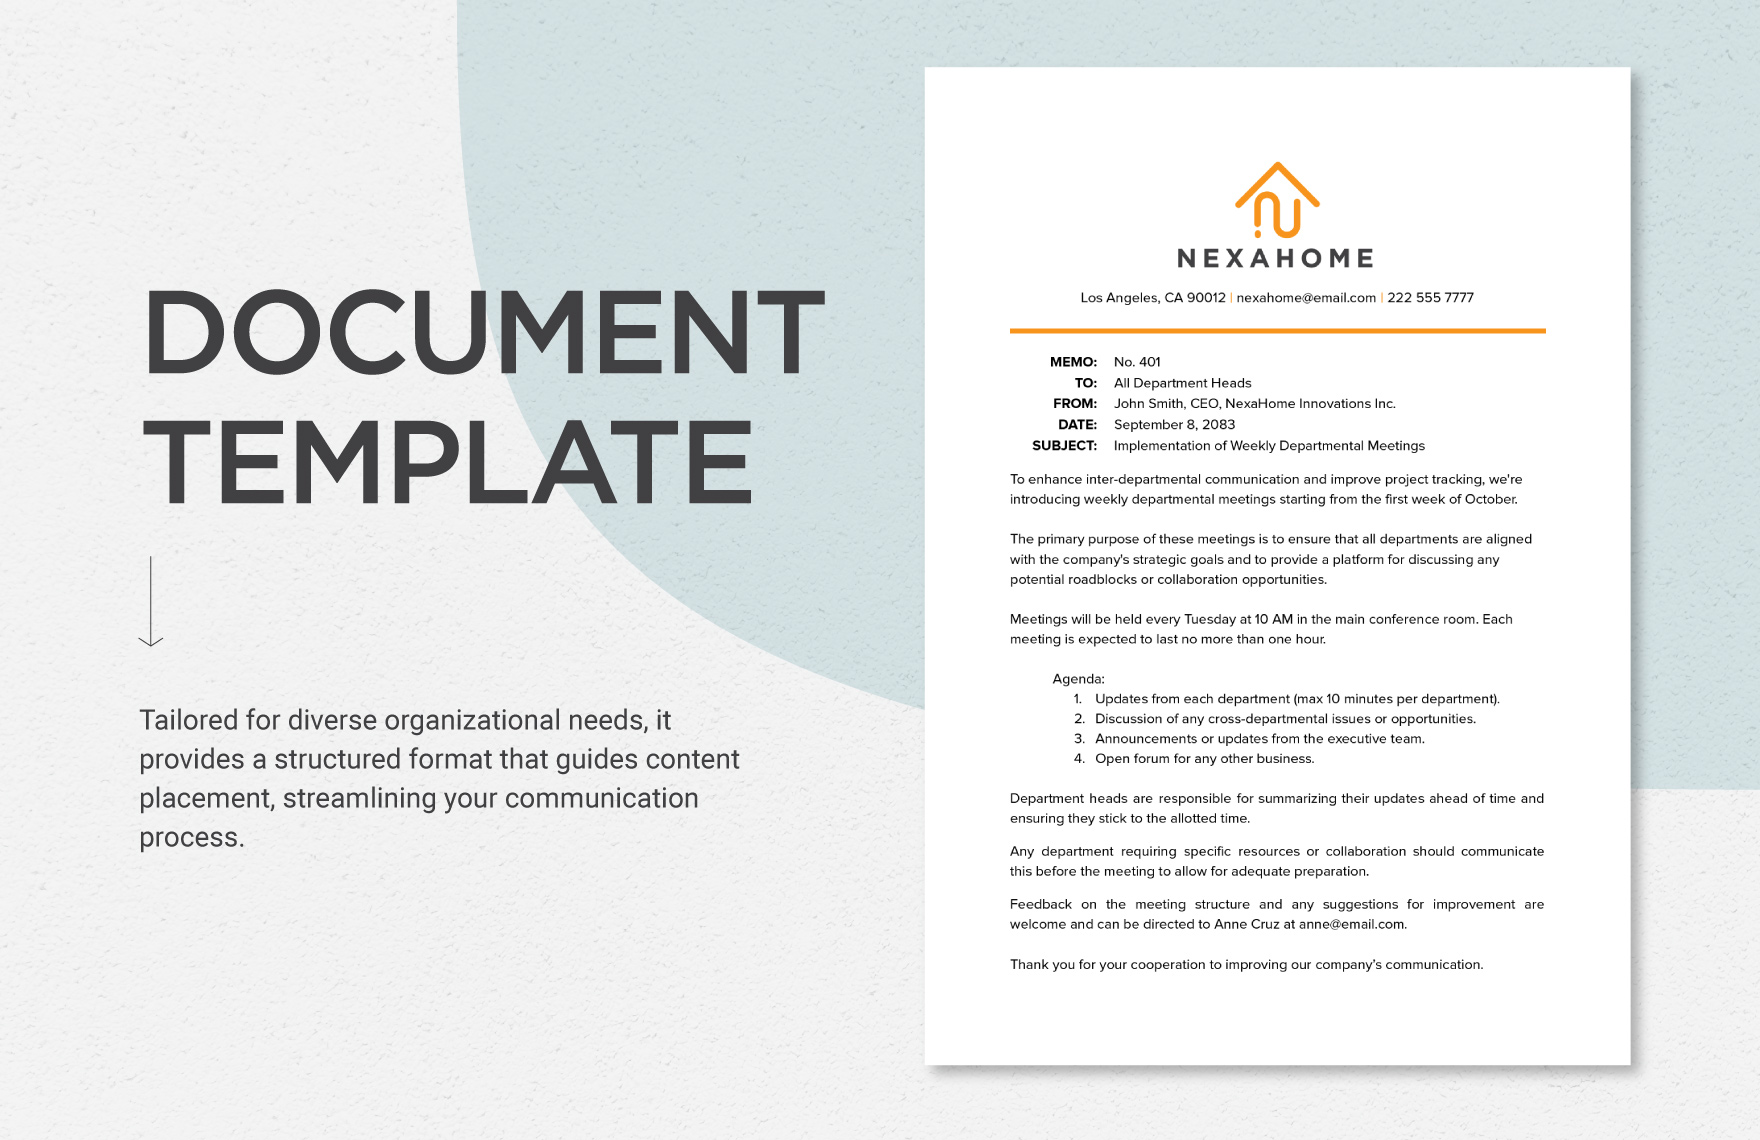 DOCUMENT
TEMPLATE
Tailored for diverse organizational needs, it
provides a structured format that guides content
placement, streamlining your communication
process.
NEXAHOME
Los Angeles, CA 90012 | nexahome@email.com | 222 555 7777
MEMO: No. 401
TO: All Department Heads
FROM: John Smith, CEO, NexaHome Innovations Inc.
DATE: September 8, 2083
SUBJECT: Implementation of Weekly Departmental Meetings
To enhance inter-departmental communication and improve project tracking, we're
introducing weekly departmental meetings starting from the first week of October.
The primary purpose of these meetings is to ensure that all departments are aligned
with the company's strategic goals and to provide a platform for discussing any
potential roadblocks or collaboration opportunities.
Meetings will be held every Tuesday at 10 AM in the main conference room. Each
meeting is expected to last no more than one hour.
Agenda:
1. Updates from each department (max 10 minutes per department).
2. Discussion of any cross-departmental issues or opportunities.
3. Announcements or updates from the executive team.
4. Open forum for any other business.
Department heads are responsible for summarizing their updates ahead of time and
ensuring they stick to the allotted time.
Any department requiring specific resources or collaboration should communicate
this before the meeting to allow for adequate preparation.
Feedback on the meeting structure and any suggestions for improvement are
welcome and can be directed to Anne Cruz at anne@email.com.
Thank you for your cooperation to improving our company’s communication.